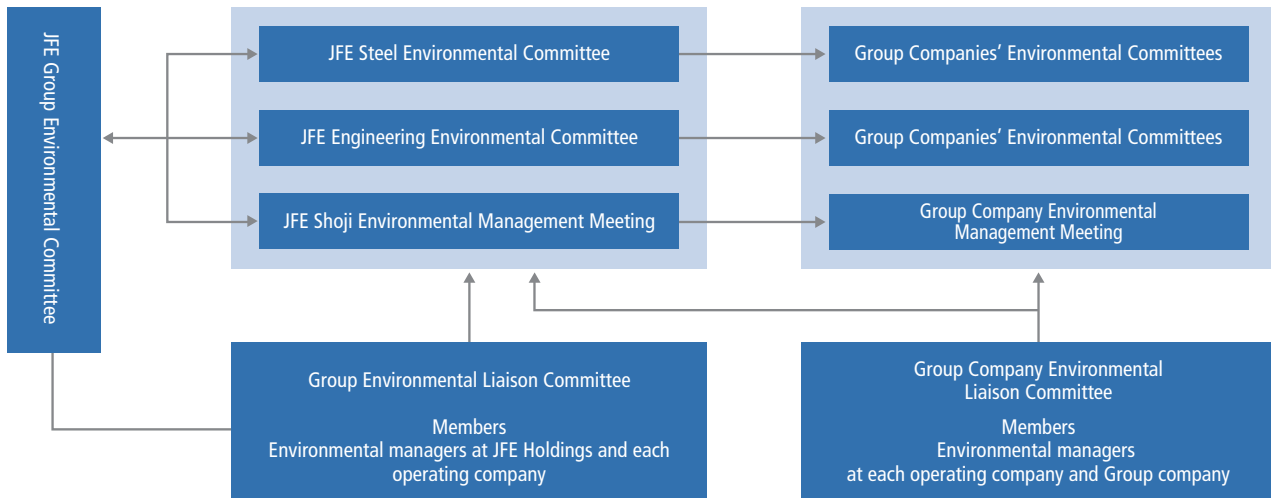 JFE Group Environmental Committee
JFE Steel Environmental Committee
Group Companies’ Environmental Committees
JFE Engineering Environmental Committee
Group Companies’ Environmental Committees
JFE Shoji Environmental Management Meeting
Group Company Environmental
Management Meeting
Group Environmental Liaison Committee
Members
Environmental managers at JFE Holdings and each
operating company
Group Company Environmental
Liaison Committee
Members
Environmental managers
at each operating company and Group company